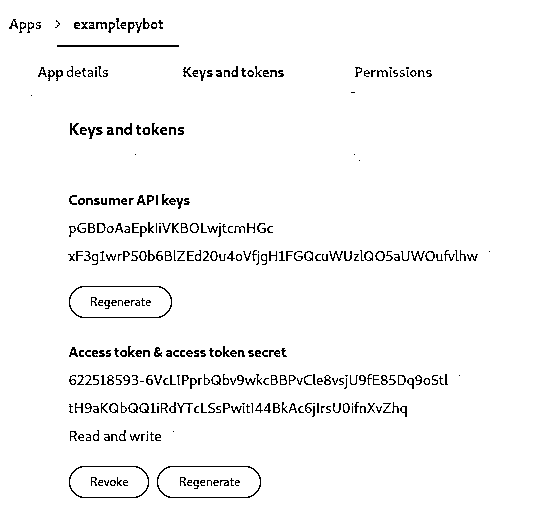 Apps > examplepybot
App details Keys and tokens Permissions
Keys and tokens
Consumer API keys
pGBDoAaEpkliVKBOLwjtcmHGc
xF3g1wrP50b6BlZEd20u4oVfjgH1FGQcuWUzlQO5aUWOufvlhw
Regenerate
Access token & access token secret
622518593-6VcLIPprbQbv9wkcBBPvCle8vsjU9fE85Dq9oStl
tH9aKQbQQ1iRdYTcLSsPwitI44BkAc6jIrsU0ifnXvZhq
Read and write
Revoke Regenerate